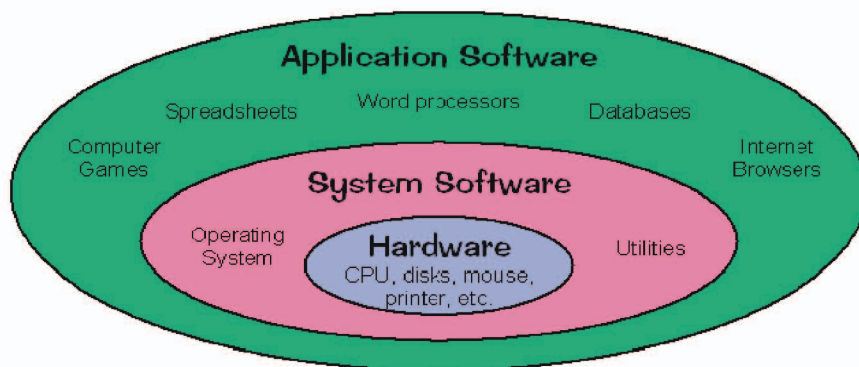 Application Software
Spreadsheets
Word processors
Databases
Computer
Games
Internet
Browsers
System Software
Operating
System
Utilities
Hardware
CPU, disks, mouse,
printer, etc.